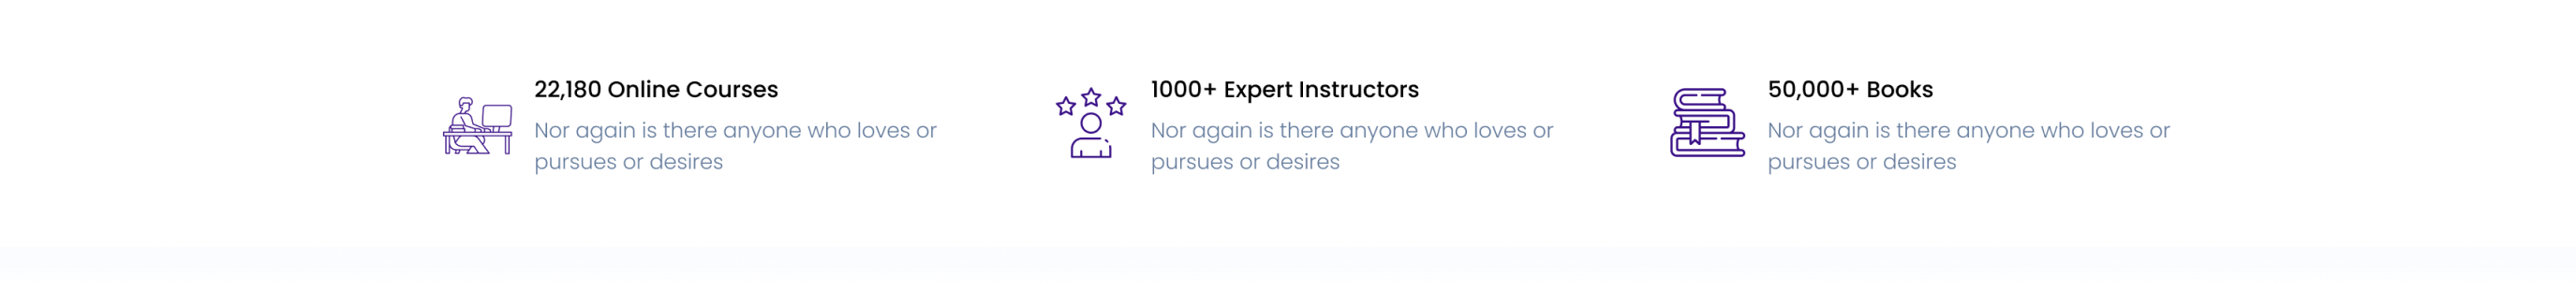 22,180 Online Courses
Nor again is there anyone who loves or
pursues or desires
1000+ Expert Instructors
Nor again is there anyone who loves or
pursues or desires
50,000+ Books
Nor again is there anyone who loves or
pursues or desires